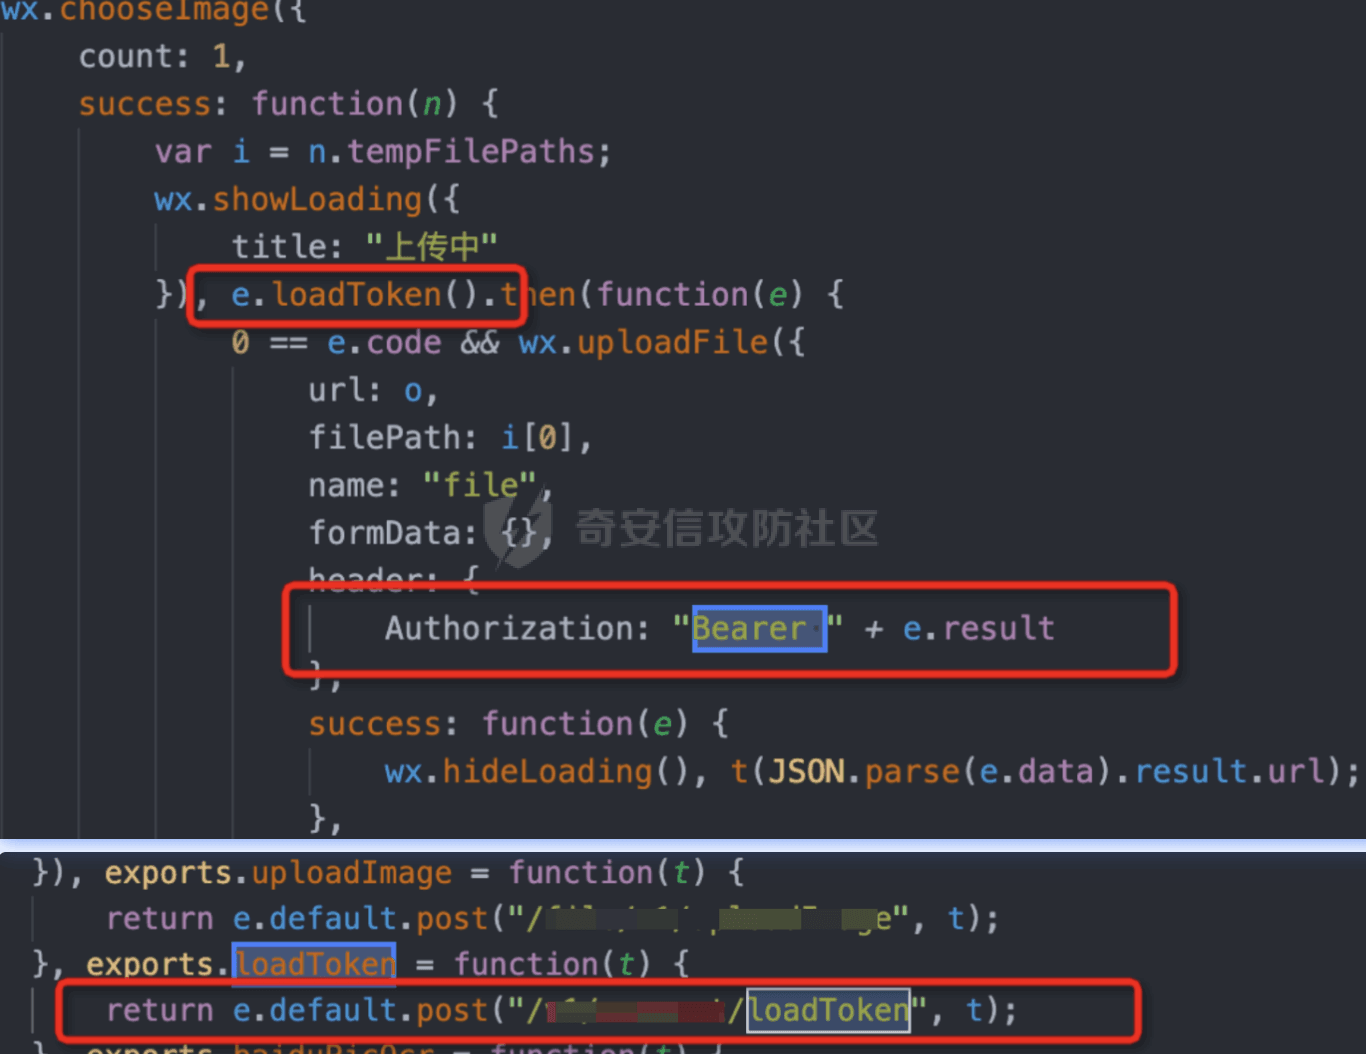 wx.chooseImage({
count: 1,
success: function(n) {
var i = n.tempFilePaths;
wx.showLoading({
title: "上传中"
}), e.loadToken().then(function(e) {
0 == e.code && wx.uploadFile({
url: o,
filePath: i[0],
name: "file",
formData: {},
奇安信攻防社区
header: {
Authorization: "Bearer " + e.result
},
success: function(e) {
wx.hideLoading(), t(JSON.parse(e.data).result.url);
},
}), exports.uploadImage = function(t) {
return e.default.post("/ e", t);
}, exports.loadToken = function(t) {
return e.default.post("/ /loadToken", t);
}, exports.baiduPicOcr = function(t) {